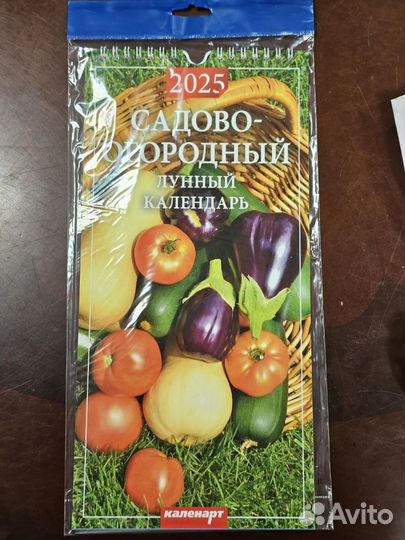 2025
САДОВО-
ОГОРОДНЫЙ
ЛУННЫЙ
КАЛЕНДАРЬ
каленарт
Avito